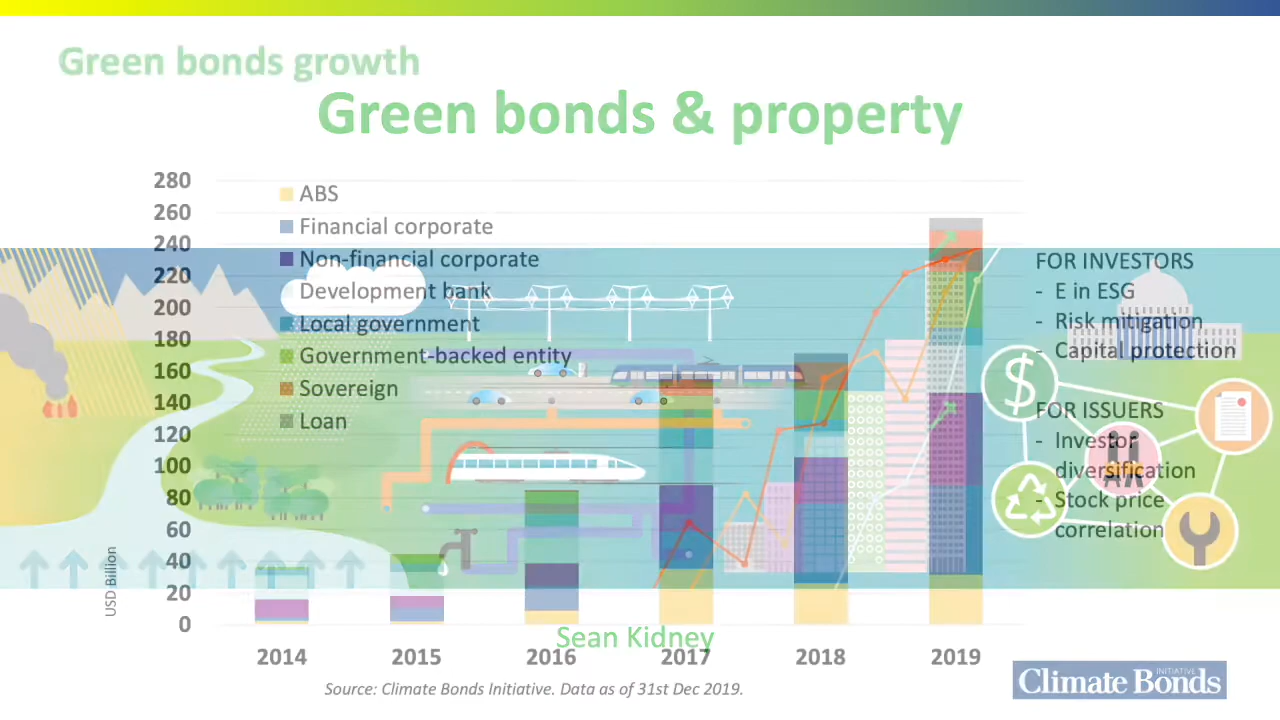 Green bonds growth
Green bonds & property
280
260
240
220
200
180
160
140
120
100
80
60
40
20
0
USD Billion
ABS
Financial corporate
Non-financial corporate
Development bank
Local government
Government-backed entity
Sovereign
Loan
FOR INVESTORS
- E in ESG
- Risk mitigation
- Capital protection
$
FOR ISSUERS
- Investor
diversification
- Stock price
correlation
Sean Kidney
2014 2015 2016 2017 2018 2019
Source: Climate Bonds Initiative. Data as of 31st Dec 2019.
Climate Bonds
INITIATIVE